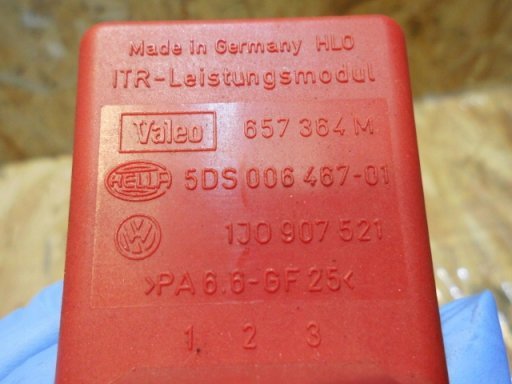 Made in Germany HLO
ITR-Leistungsmodul
Valeo 657 364 M
HELLA 5DS 006 467-01
VW 1J0 907 521
>PA 6.6-GF 25<
1 2 3